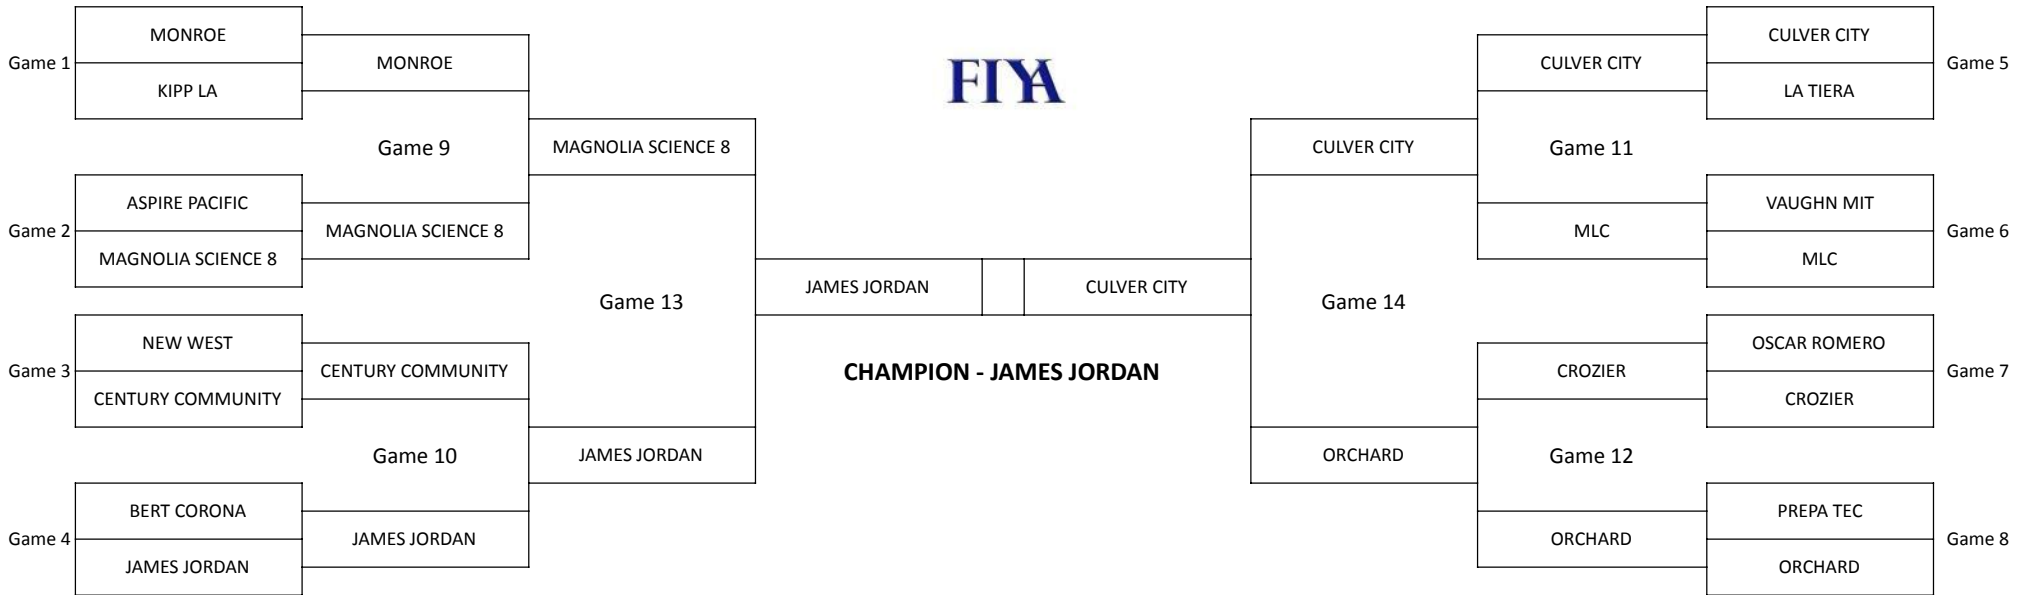 MONROE
Game 1
KIPP LA
MONROE
Game 9
ASPIRE PACIFIC
Game 2
MAGNOLIA SCIENCE 8
MAGNOLIA SCIENCE 8
MAGNOLIA SCIENCE 8
Game 13
NEW WEST
Game 3
CENTURY COMMUNITY
CENTURY COMMUNITY
Game 10
BERT CORONA
Game 4
JAMES JORDAN
JAMES JORDAN
JAMES JORDAN
FIYA
JAMES JORDAN
CULVER CITY
CHAMPION - JAMES JORDAN
CULVER CITY
Game 14
ORCHARD
CULVER CITY
Game 11
MLC
CROZIER
Game 12
ORCHARD
CULVER CITY
Game 5
LA TIERA
VAUGHN MIT
Game 6
MLC
OSCAR ROMERO
Game 7
CROZIER
PREPA TEC
Game 8
ORCHARD